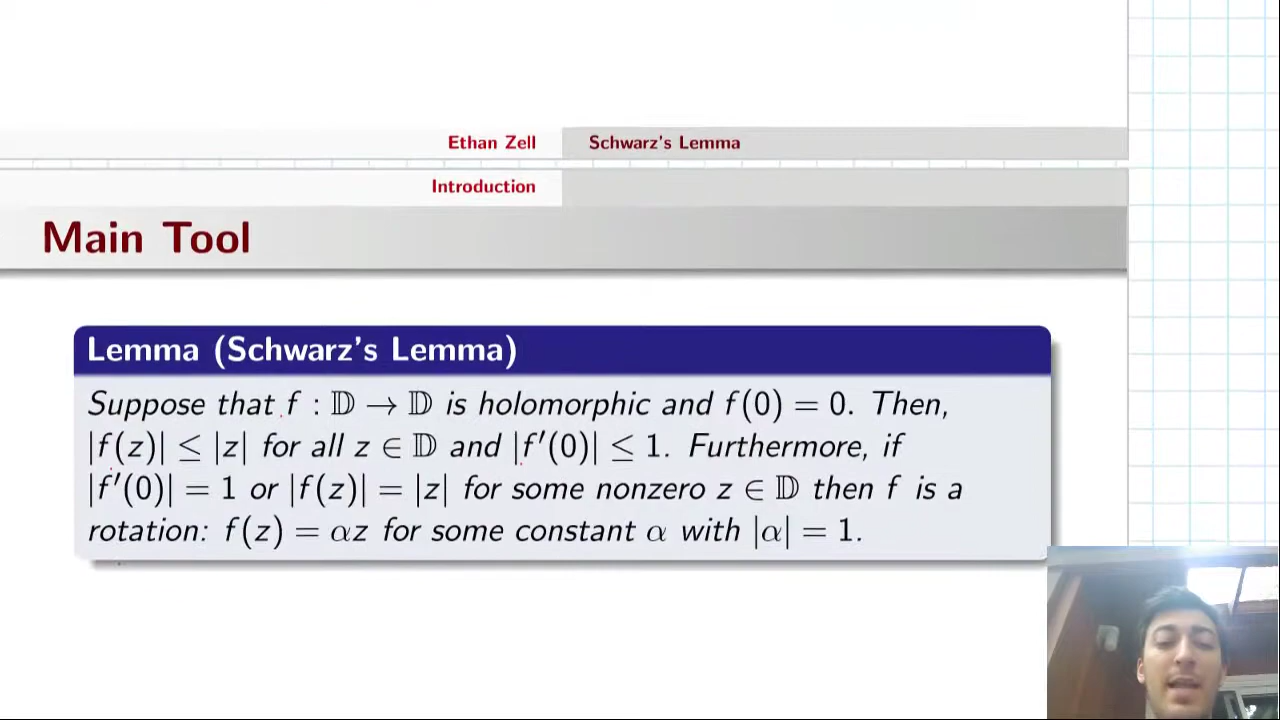 Ethan Zell Schwarz's Lemma
Introduction
Main Tool
Lemma (Schwarz's Lemma)
Suppose that f : 𝔻 → 𝔻 is holomorphic and f(0) = 0. Then,
|f(z)| ≤ |z| for all z ∈ 𝔻 and |f′(0)| ≤ 1. Furthermore, if
|f′(0)| = 1 or |f(z)| = |z| for some nonzero z ∈ 𝔻 then f is a
rotation: f(z) = αz for some constant α with |α| = 1.